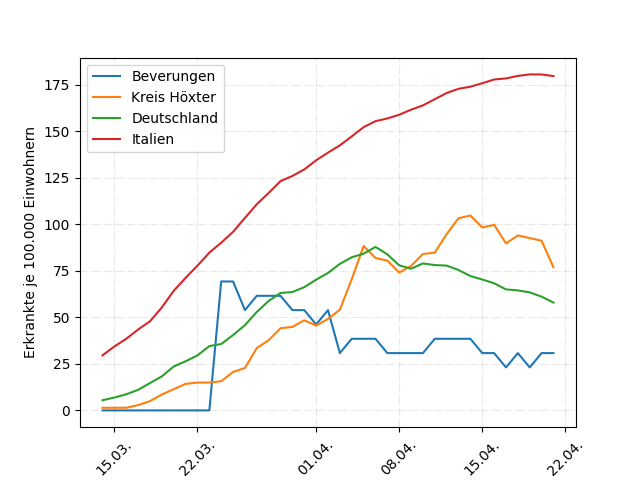 Beverungen
Kreis Höxter
Deutschland
Italien
Erkrankte je 100.000 Einwohnern
175
150
125
100
75
50
25
0
15.03.
22.03.
01.04.
08.04.
15.04.
22.04.